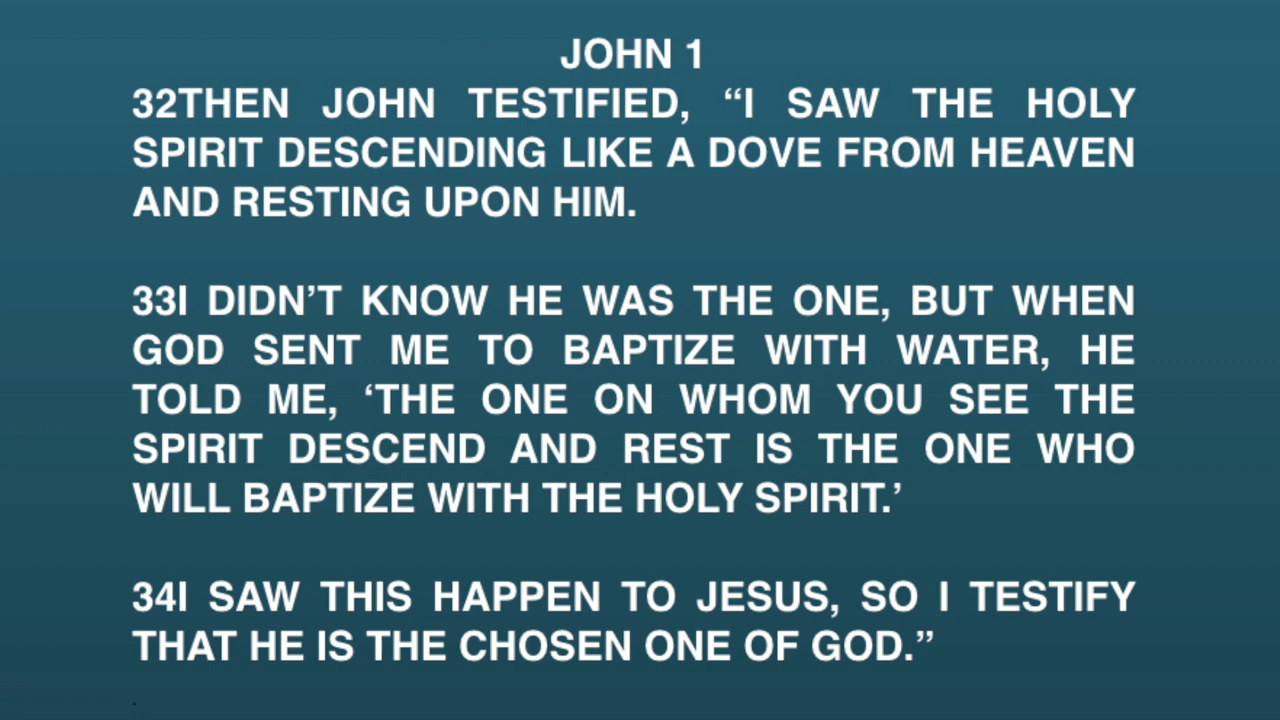 JOHN 1
32THEN JOHN TESTIFIED, “I SAW THE HOLY
SPIRIT DESCENDING LIKE A DOVE FROM HEAVEN
AND RESTING UPON HIM.
33I DIDN’T KNOW HE WAS THE ONE, BUT WHEN
GOD SENT ME TO BAPTIZE WITH WATER, HE
TOLD ME, ‘THE ONE ON WHOM YOU SEE THE
SPIRIT DESCEND AND REST IS THE ONE WHO
WILL BAPTIZE WITH THE HOLY SPIRIT.’
34I SAW THIS HAPPEN TO JESUS, SO I TESTIFY
THAT HE IS THE CHOSEN ONE OF GOD.”
.